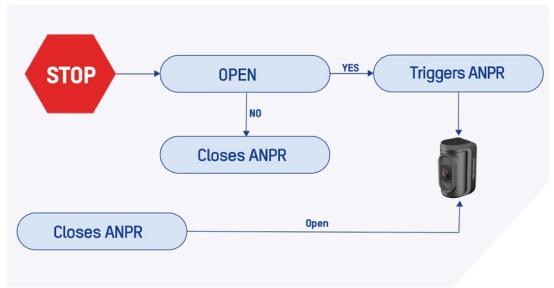 STOP
OPEN
YES
Triggers ANPR
NO
Closes ANPR
Closes ANPR
Open